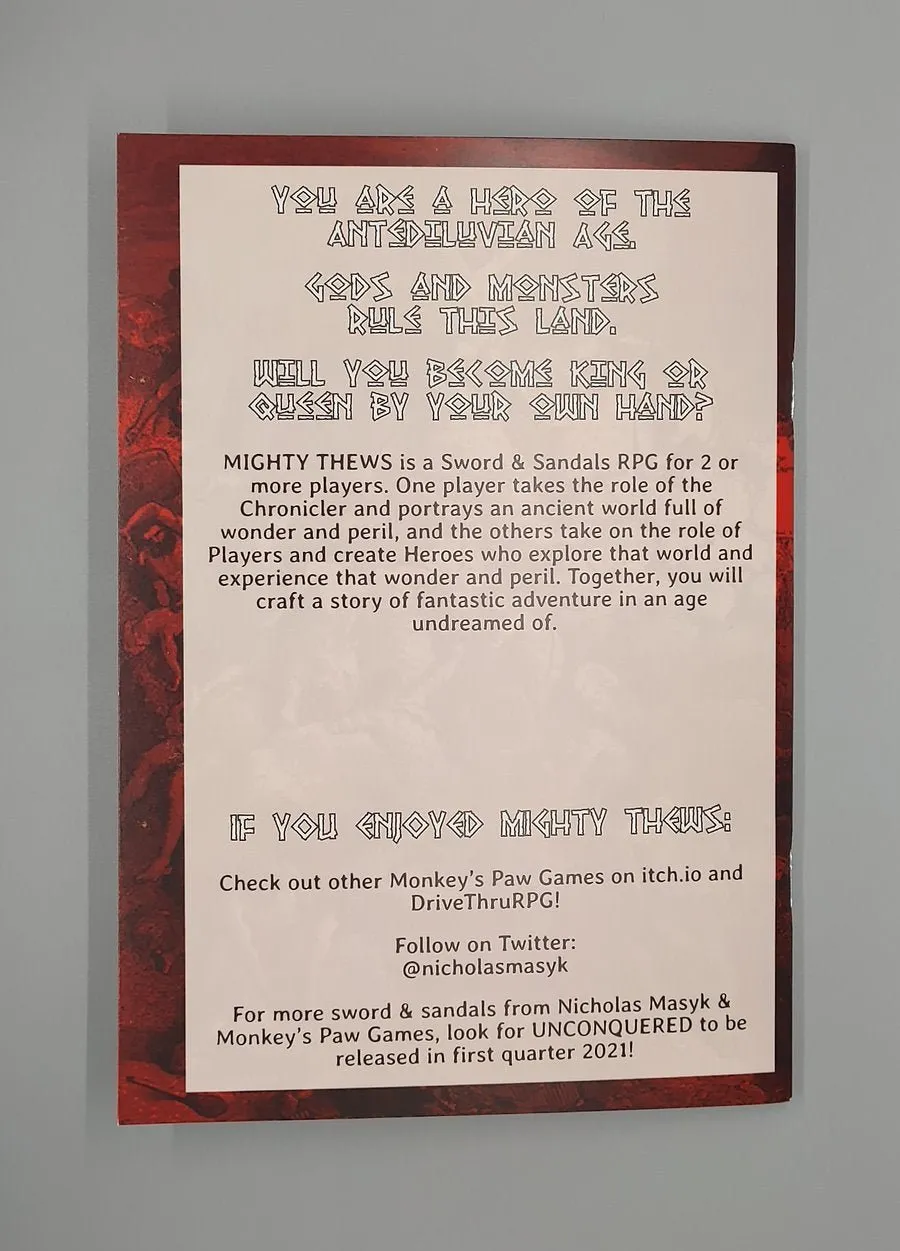 YOU ARE A HERO OF THE
ANTEDILUVIAN AGE.
GODS AND MONSTERS
RULE THIS LAND.
WILL YOU BECOME KING OR
QUEEN BY YOUR OWN HAND?
MIGHTY THEWS is a Sword & Sandals RPG for 2 or
more players. One player takes the role of the
Chronicler and portrays an ancient world full of
wonder and peril, and the others take on the role of
Players and create Heroes who explore that world and
experience that wonder and peril. Together, you will
craft a story of fantastic adventure in an age
undreamed of.
IF YOU ENJOYED MIGHTY THEWS:
Check out other Monkey's Paw Games on itch.io and
DriveThruRPG!
Follow on Twitter:
@nicholasmasyk
For more sword & sandals from Nicholas Masyk &
Monkey's Paw Games, look for UNCONQUERED to be
released in first quarter 2021!